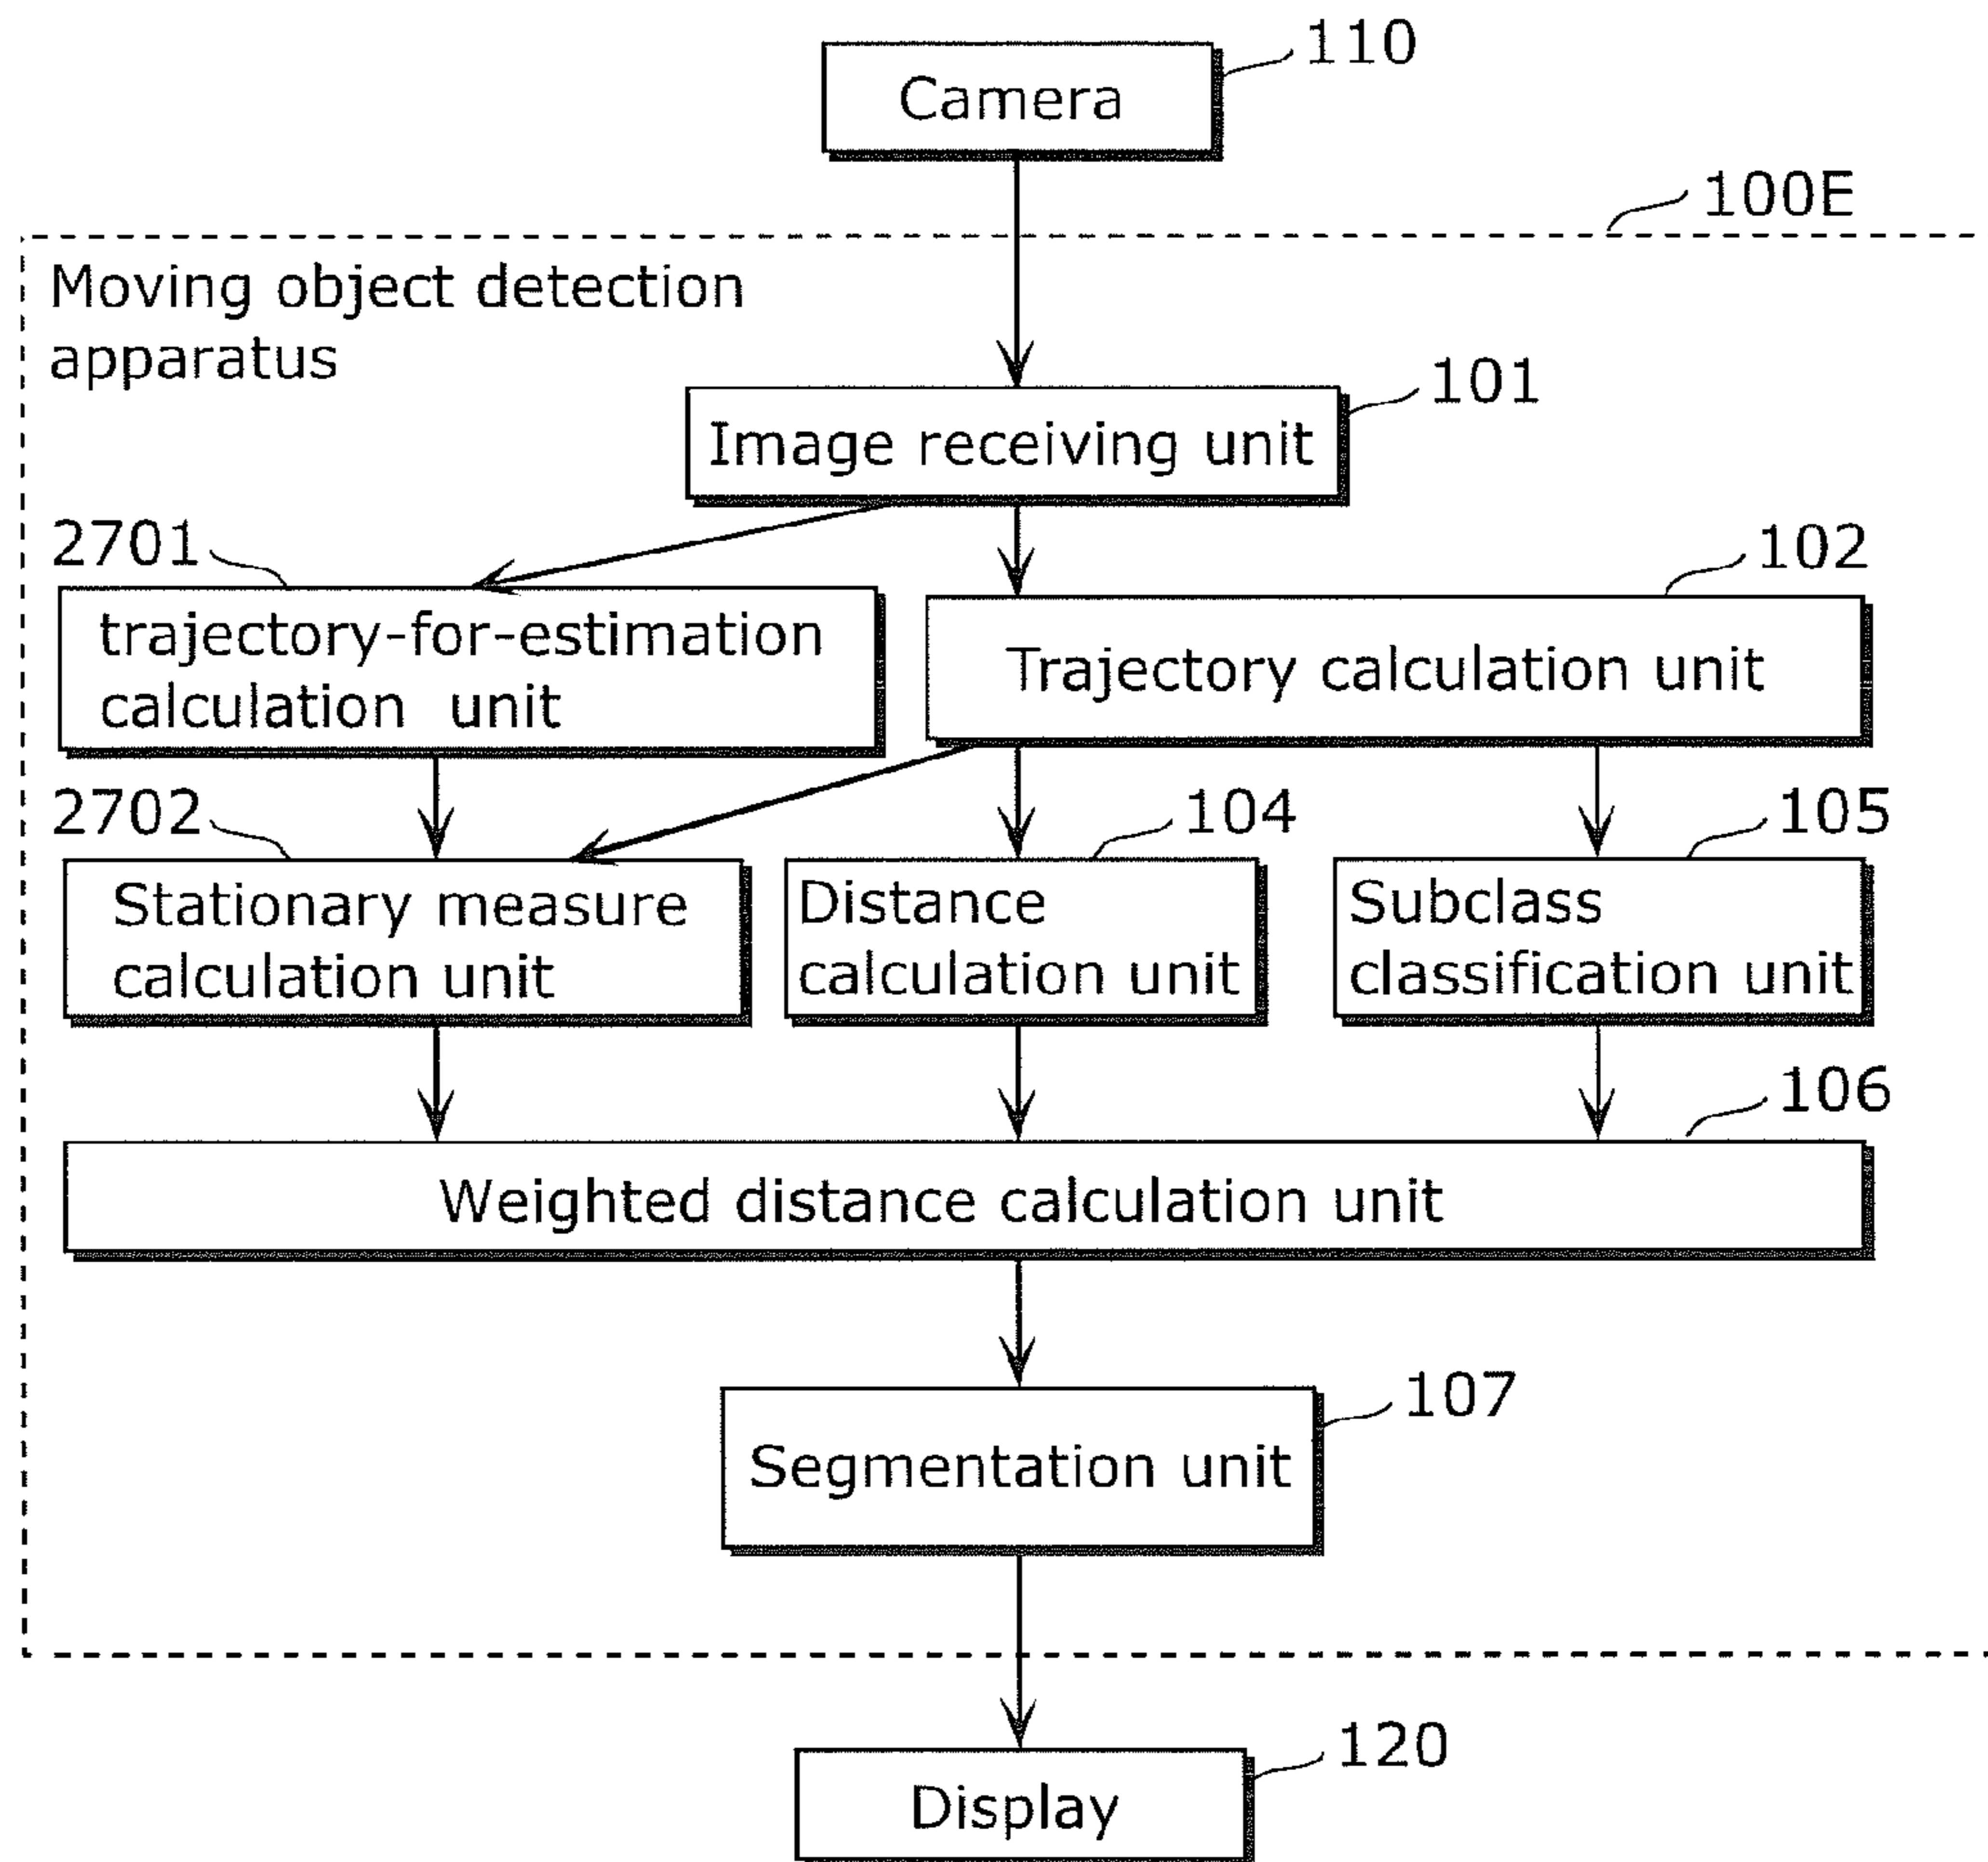 110
Camera
100E
Moving object detection
apparatus
101
Image receiving unit
2701
102
trajectory-for-estimation
calculation unit
Trajectory calculation unit
2702
104
105
Stationary measure
calculation unit
Distance
calculation unit
Subclass
classification unit
106
Weighted distance calculation unit
107
Segmentation unit
120
Display